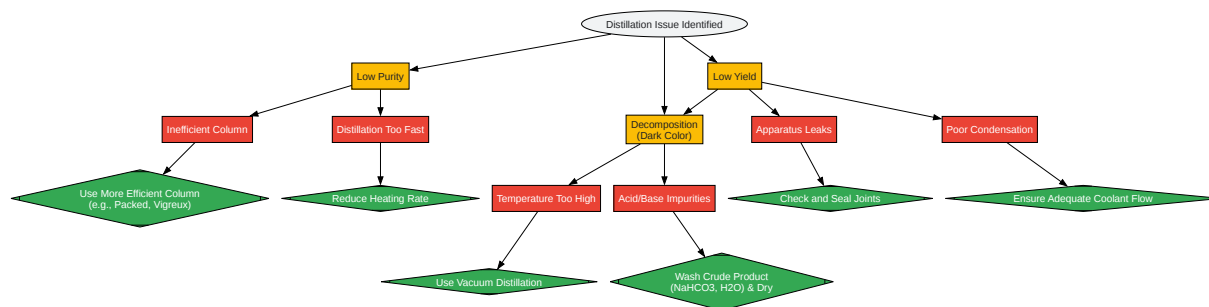 Distillation Issue Identified
Low Purity
Low Yield
Inefficient Column
Distillation Too Fast
Decomposition
(Dark Color)
Apparatus Leaks
Poor Condensation
Use More Efficient Column
(e.g., Packed, Vigreux)
Reduce Heating Rate
Temperature Too High
Acid/Base Impurities
Check and Seal Joints
Ensure Adequate Coolant Flow
Use Vacuum Distillation
Wash Crude Product
(NaHCO3, H2O) & Dry